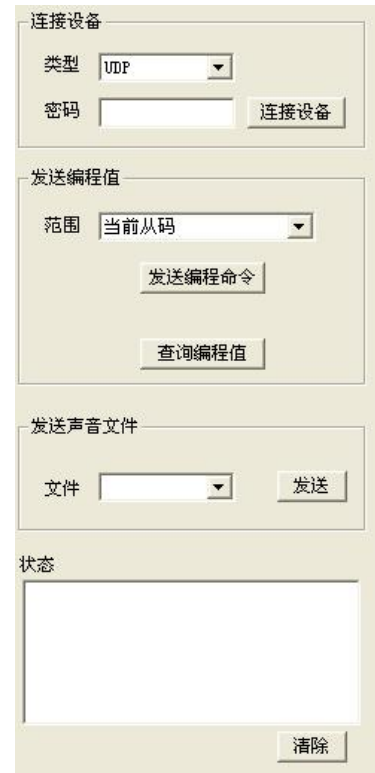 连接设备
类型 UDP
密码 连接设备
发送编程值
范围 当前从码
发送编程命令
查询编程值
发送声音文件
文件 发送
状态
清除